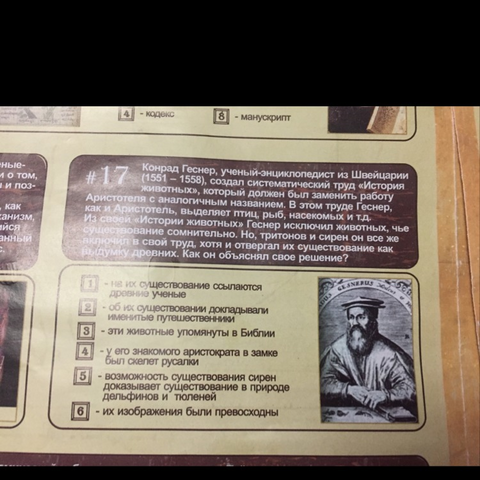 4 - кодекс
8 - манускрипт
#17
Конрад Геснер, ученый-энциклопедист из Швейцарии
(1551 – 1558), создал систематический труд «История
животных», который должен был заменить работу
Аристотеля с аналогичным названием. В этом труде Геснер,
как и Аристотель, выделяет птиц, рыб, насекомых и т.д.
Из своей «Истории животных» Геснер исключил животных, чье
существование сомнительно. Но, тритонов и сирен он все же
включил в свой труд, хотя и отвергал их существование как
выдумку древних. Как он объяснял свое решение?
1 - на их существование ссылаются
древние ученые
2 - об их существовании докладывали
именитые путешественники
3 - эти животные упомянуты в Библии
4 - у его знакомого аристократа в замке
был скелет русалки
5 - возможность существования сирен
доказывает существование в природе
дельфинов и тюленей
6 - их изображения были превосходны